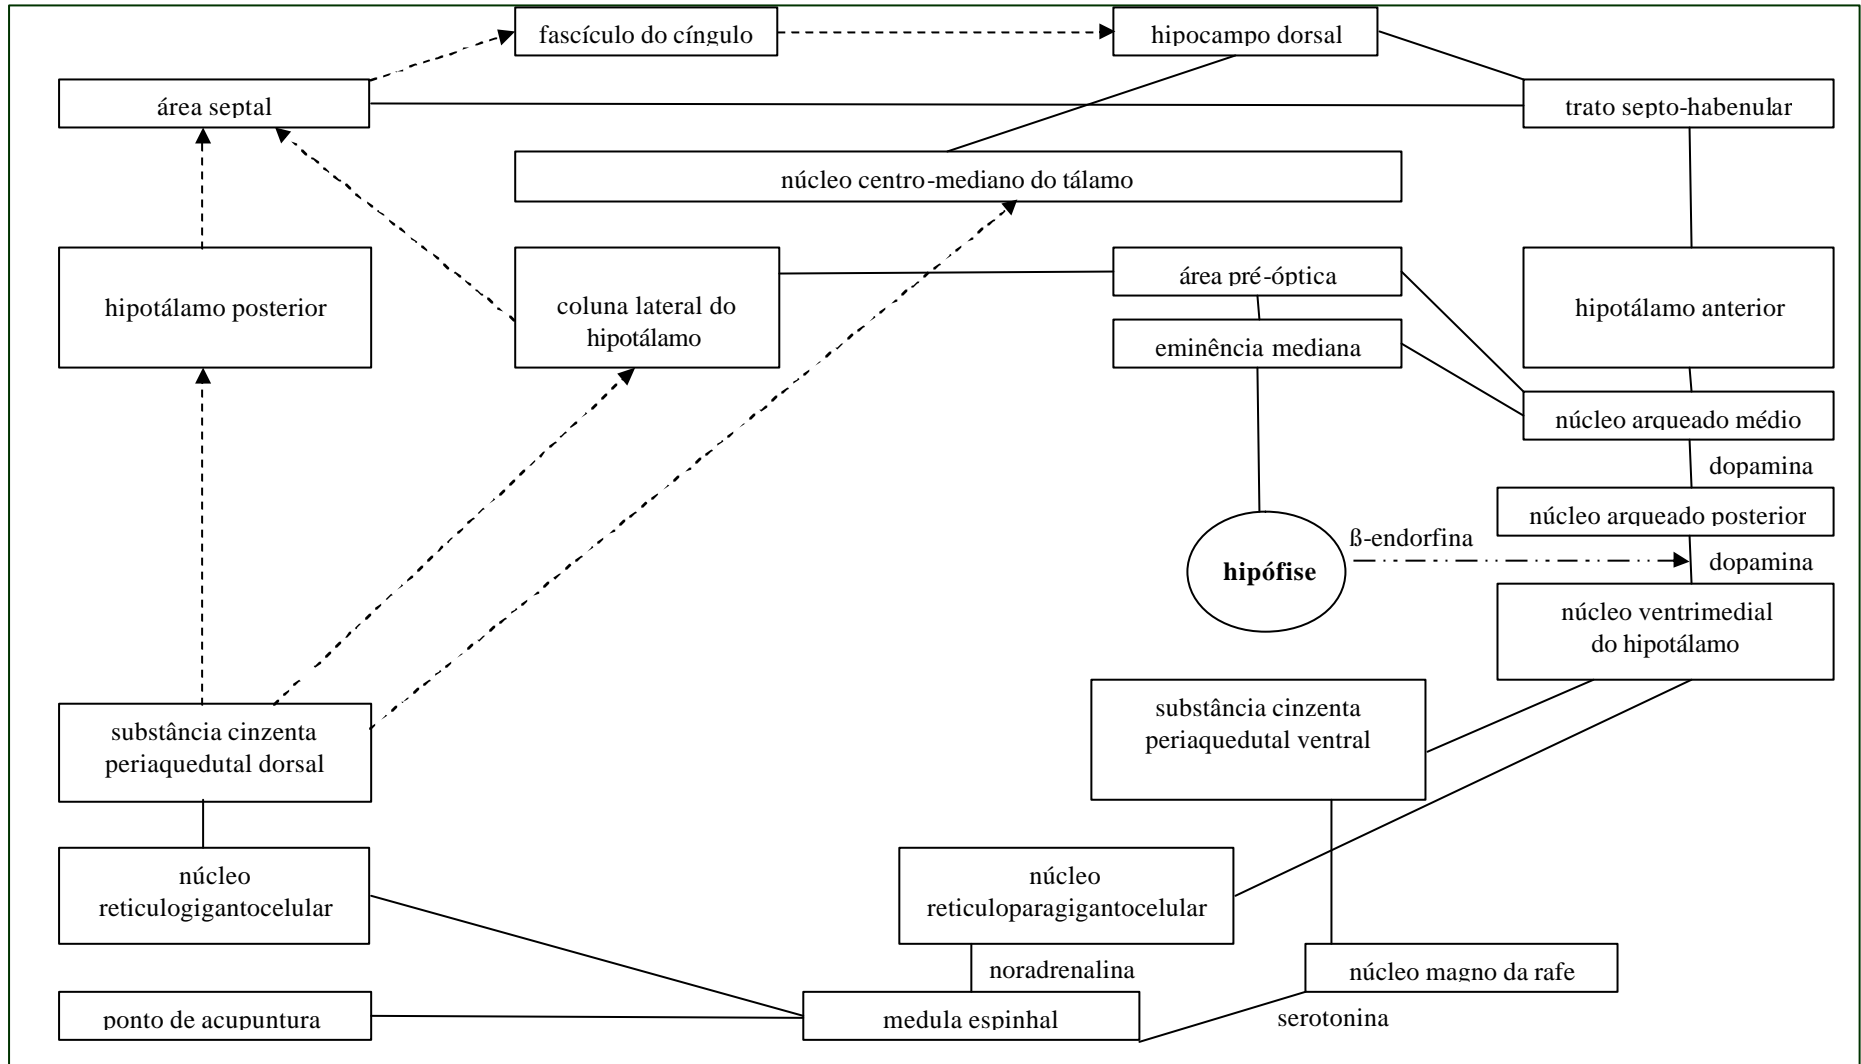 fascículo do cíngulo
hipocampo dorsal
área septal
trato septo-habenular
núcleo centro-mediano do tálamo
hipotálamo posterior
coluna lateral do
hipotálamo
área pré-óptica
eminência mediana
hipotálamo anterior
núcleo arqueado médio
dopamina
núcleo arqueado posterior
ß-endorfina
hipófise
dopamina
núcleo ventrimedial
do hipotálamo
substância cinzenta
periaquedutal dorsal
substância cinzenta
periaquedutal ventral
núcleo
reticulogigantocelular
núcleo
reticuloparagigantocelular
noradrenalina
núcleo magno da rafe
ponto de acupuntura
medula espinhal
serotonina